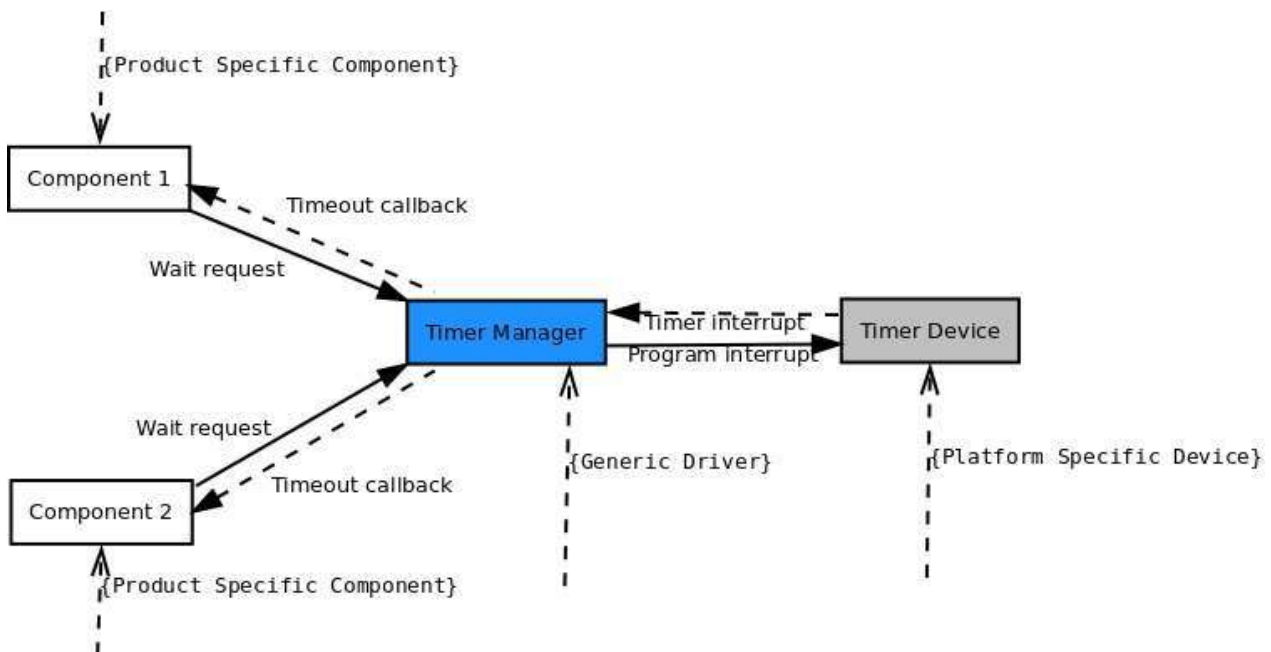 {Product Specific Component}
Component 1
Timeout callback
Wait request
Timer Manager
Timer interrupt
Program interrupt
Timer Device
Wait request
{Generic Driver}
{Platform Specific Device}
Timeout callback
Component 2
{Product Specific Component}